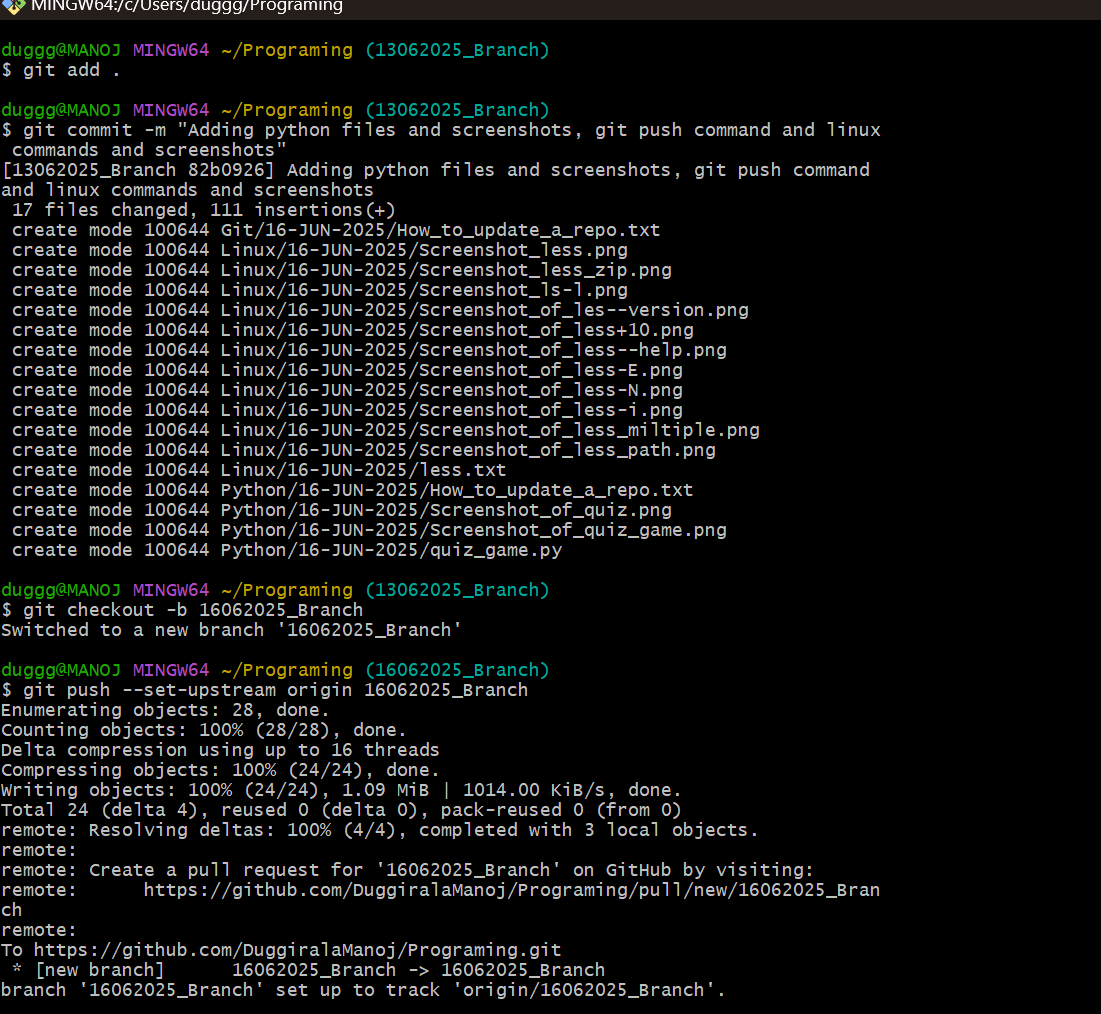 MINGW64:/c/Users/duggg/Programing
duggg@MANOJ MINGW64 ~/Programing (13062025_Branch)
$ git add .
duggg@MANOJ MINGW64 ~/Programing (13062025_Branch)
$ git commit -m "Adding python files and screenshots, git push command and linux
 commands and screenshots"
[13062025_Branch 82b0926] Adding python files and screenshots, git push command
and linux commands and screenshots
 17 files changed, 111 insertions(+)
 create mode 100644 Git/16-JUN-2025/How_to_update_a_repo.txt
 create mode 100644 Linux/16-JUN-2025/Screenshot_less.png
 create mode 100644 Linux/16-JUN-2025/Screenshot_less_zip.png
 create mode 100644 Linux/16-JUN-2025/Screenshot_ls-l.png
 create mode 100644 Linux/16-JUN-2025/Screenshot_of_les--version.png
 create mode 100644 Linux/16-JUN-2025/Screenshot_of_less+10.png
 create mode 100644 Linux/16-JUN-2025/Screenshot_of_less--help.png
 create mode 100644 Linux/16-JUN-2025/Screenshot_of_less-E.png
 create mode 100644 Linux/16-JUN-2025/Screenshot_of_less-N.png
 create mode 100644 Linux/16-JUN-2025/Screenshot_of_less-i.png
 create mode 100644 Linux/16-JUN-2025/Screenshot_of_less_miltiple.png
 create mode 100644 Linux/16-JUN-2025/Screenshot_of_less_path.png
 create mode 100644 Linux/16-JUN-2025/less.txt
 create mode 100644 Python/16-JUN-2025/How_to_update_a_repo.txt
 create mode 100644 Python/16-JUN-2025/Screenshot_of_quiz.png
 create mode 100644 Python/16-JUN-2025/Screenshot_of_quiz_game.png
 create mode 100644 Python/16-JUN-2025/quiz_game.py
duggg@MANOJ MINGW64 ~/Programing (13062025_Branch)
$ git checkout -b 16062025_Branch
Switched to a new branch '16062025_Branch'
duggg@MANOJ MINGW64 ~/Programing (16062025_Branch)
$ git push --set-upstream origin 16062025_Branch
Enumerating objects: 28, done.
Counting objects: 100% (28/28), done.
Delta compression using up to 16 threads
Compressing objects: 100% (24/24), done.
Writing objects: 100% (24/24), 1.09 MiB | 1014.00 KiB/s, done.
Total 24 (delta 4), reused 0 (delta 0), pack-reused 0 (from 0)
remote: Resolving deltas: 100% (4/4), completed with 3 local objects.
remote:
remote: Create a pull request for '16062025_Branch' on GitHub by visiting:
remote:      https://github.com/DuggiralaManoj/Programing/pull/new/16062025_Bran
ch
remote:
To https://github.com/DuggiralaManoj/Programing.git
 * [new branch]      16062025_Branch -> 16062025_Branch
branch '16062025_Branch' set up to track 'origin/16062025_Branch'.